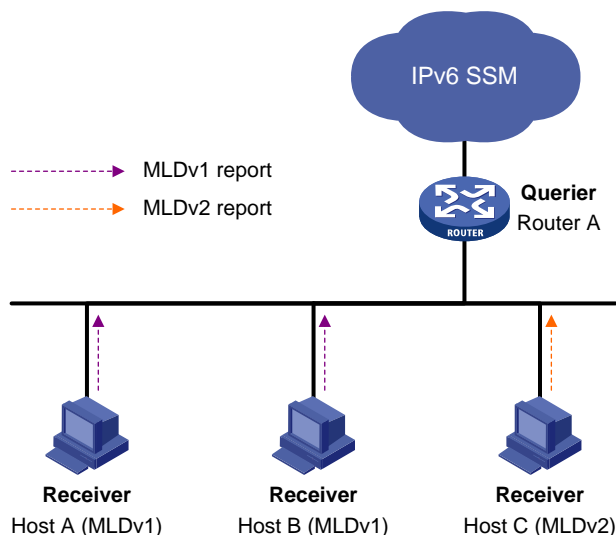 IPv6 SSM
MLDv1 report
MLDv2 report
Querier
Router A
ROUTER
Receiver
Host A (MLDv1)
Receiver
Host B (MLDv1)
Receiver
Host C (MLDv2)